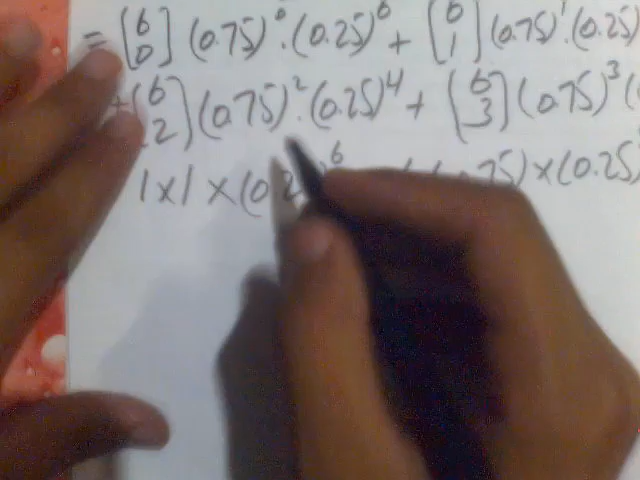 = [6 0] (0.75)^0 . (0.25)^6 + [6 1] (0.75)^1 . (0.25)
+ [6 2] (0.75)^2 . (0.25)^4 + [6 3] (0.75)^3 (
1 x 1 x (0.2 )^6 .75) x (0.25)